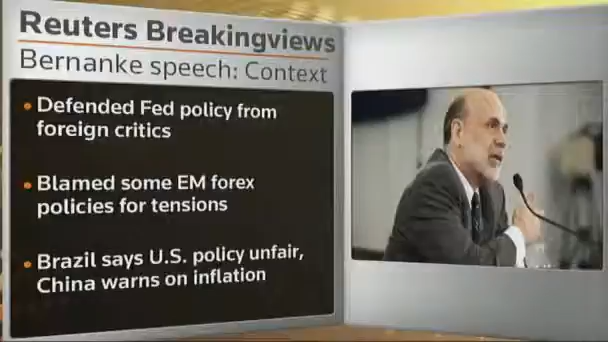 Reuters Breakingviews
Bernanke speech: Context
• Defended Fed policy from
foreign critics
• Blamed some EM forex
policies for tensions
• Brazil says U.S. policy unfair,
China warns on inflation